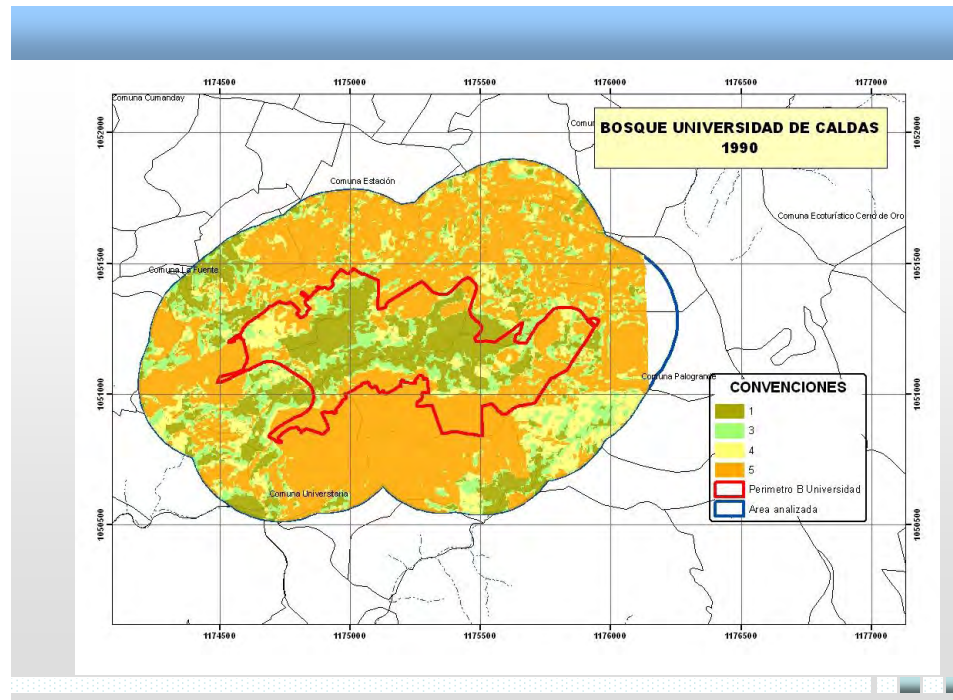 1174500 1175000 1175500 1176000 1176500 1177000
Comuna Cumanday
BOSQUE UNIVERSIDAD DE CALDAS
1990
1052000 1052000
Comuna Estación
Comuna Ecoturístico Cerro de Oro
Comuna La Fuente
1051500 1051500
Comuna Palogrande
1051000 1051000
CONVENCIONES
1
3
4
5
Perimetro B Universidad
Area analizada
Comuna Universitaria
1050500 1050500
1174500 1175000 1175500 1176000 1176500 1177000